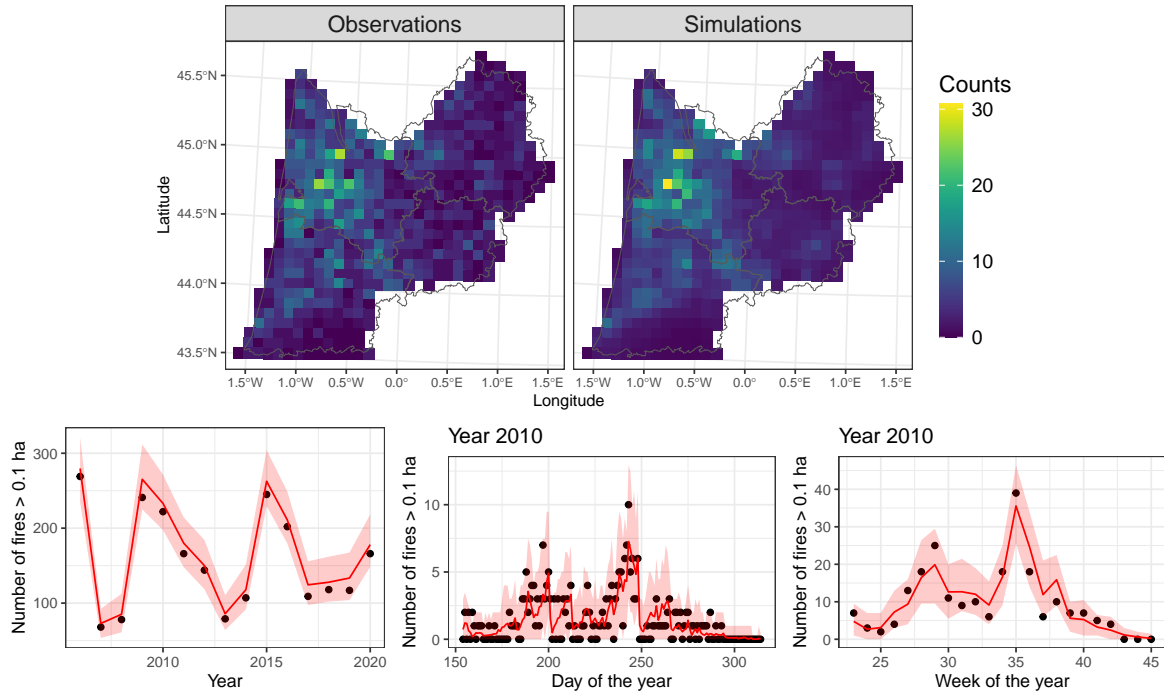 Observations Simulations
Counts
30
20
10
0
45.5°N
45.0°N
44.5°N
44.0°N
43.5°N
Latitude
1.5°W 1.0°W 0.5°W 0.0° 0.5°E 1.0°E 1.5°E 1.5°W 1.0°W 0.5°W 0.0° 0.5°E 1.0°E 1.5°E
Longitude
Number of fires > 0.1 ha
300
200
100
2010 2015 2020
Year
Year 2010
Number of fires > 0.1 ha
10
5
0
150 200 250 300
Day of the year
Year 2010
Number of fires > 0.1 ha
40
30
20
10
0
25 30 35 40 45
Week of the year